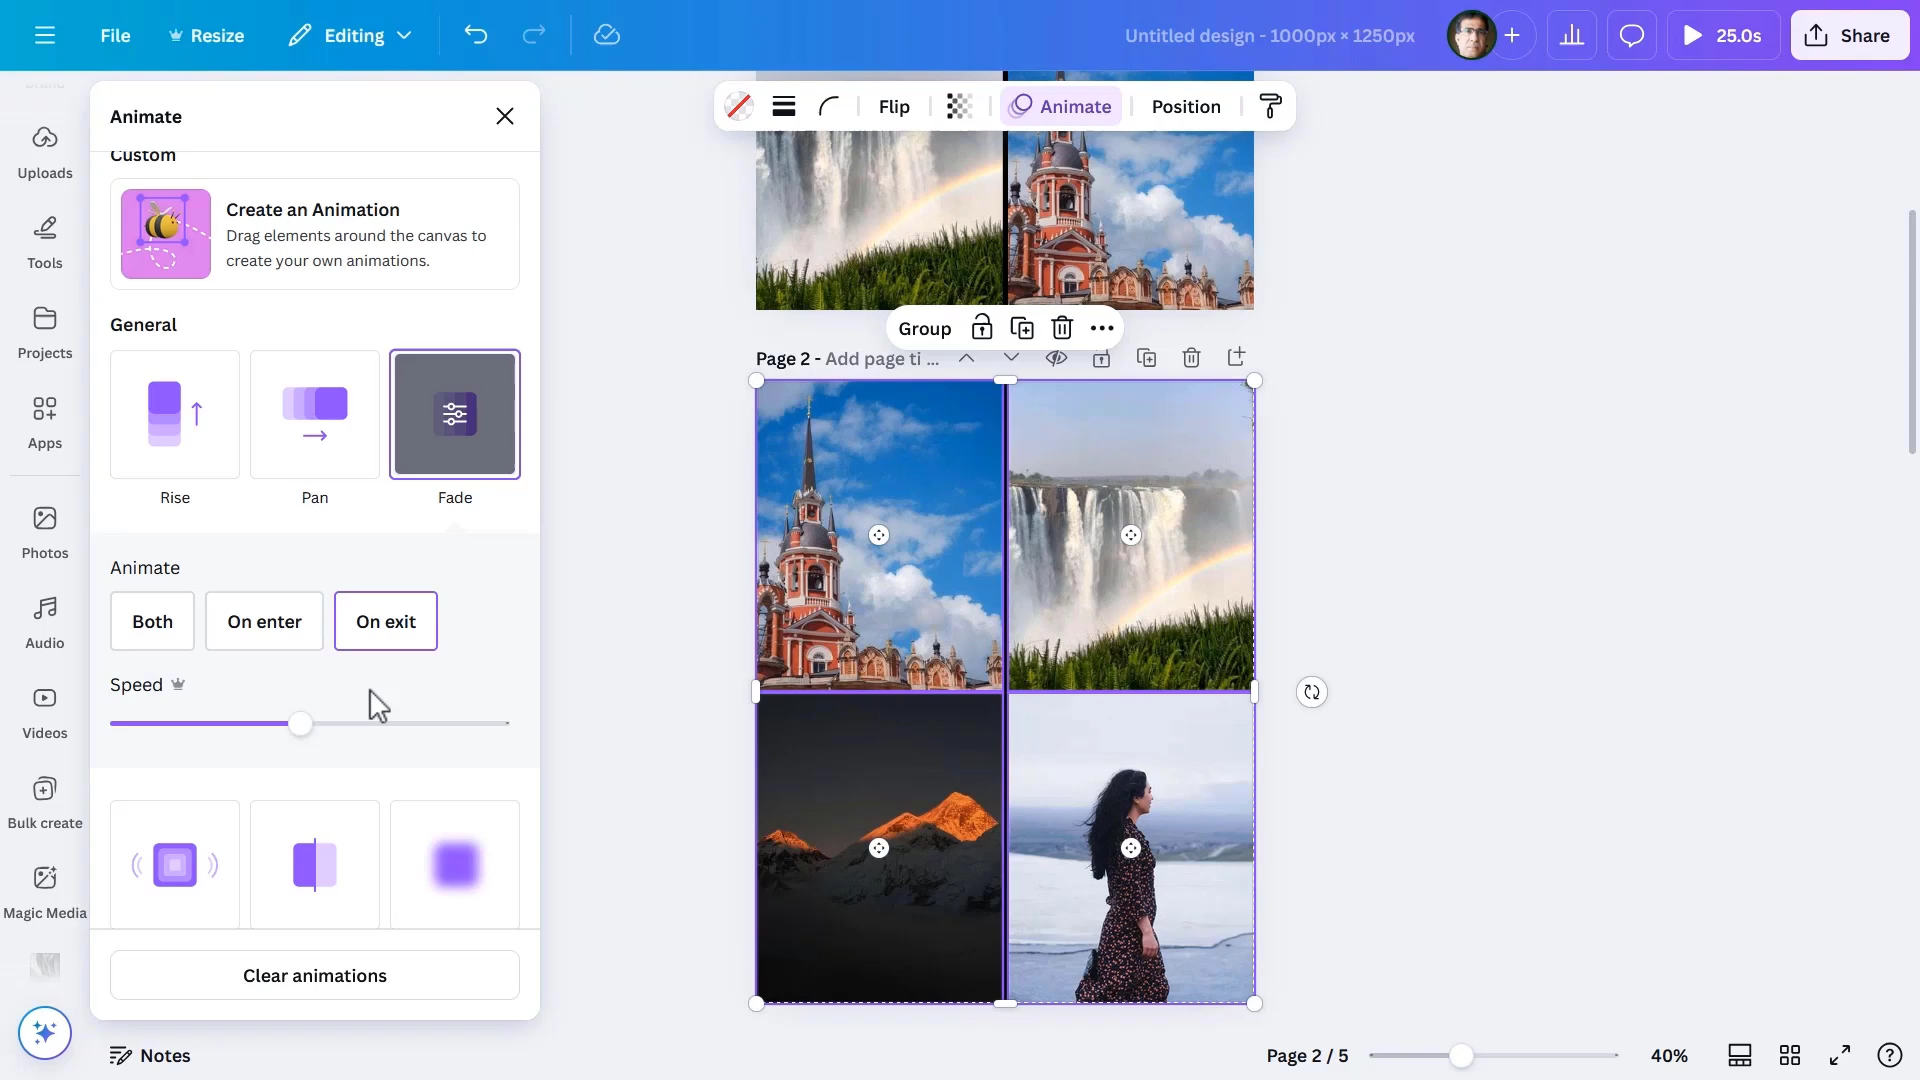 File
Resize
Editing
Untitled design - 1000px × 1250px
25.0s
Share
Uploads
Tools
Projects
Apps
Photos
Audio
Videos
Bulk create
Magic Media
Animate
Custom
Create an Animation
Drag elements around the canvas to
create your own animations.
General
Rise
Pan
Fade
Animate
Both
On enter
On exit
Speed
Clear animations
Flip
Animate
Position
Group
Page 2 - Add page ti ...
Notes
Page 2 / 5
40%